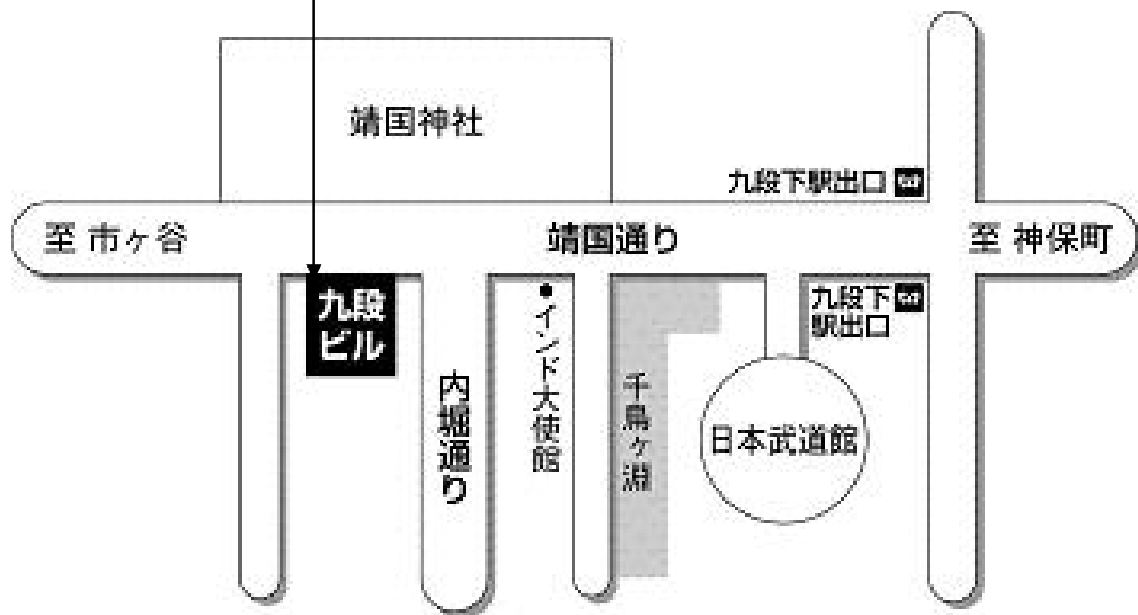 靖国神社
九段下駅出口
至 市ヶ谷
靖国通り
至 神保町
九段
ビル
内堀通り
インド大使館
千鳥ヶ淵
九段下
駅出口
日本武道館